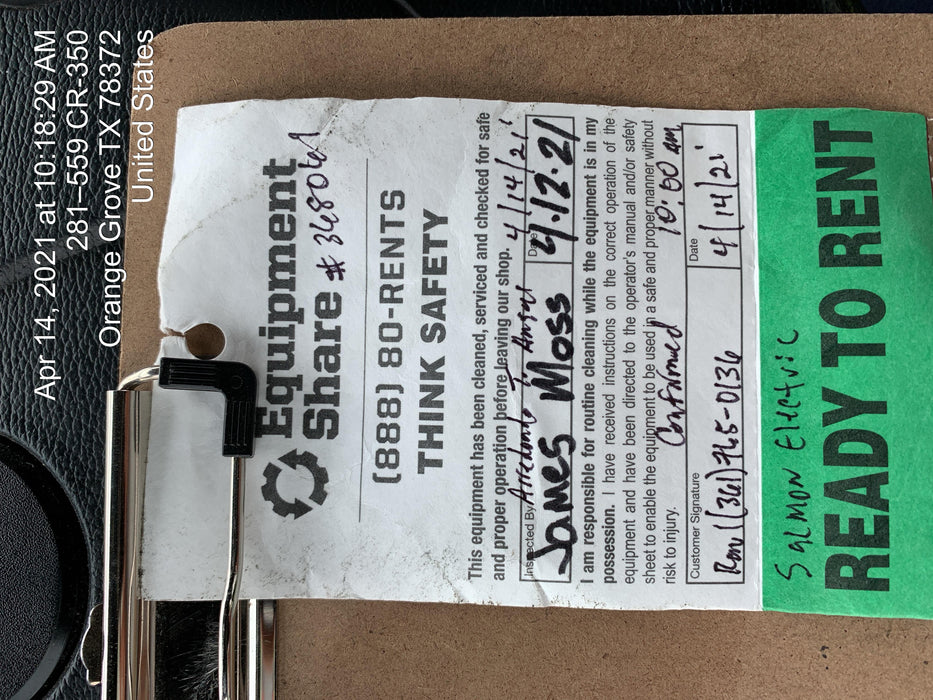 Apr 14, 2021 at 10:18:29 AM
281–559 CR-350
Orange Grove TX 78372
United States
Equipment
Share # 348069
(888) 80-RENTS
THINK SAFETY
This equipment has been cleaned, serviced and checked for safe
and proper operation before leaving our shop. 4/14/21
Arredondo T. Angus
Inspected By Date
James Moss 4.12.21
I am responsible for routine cleaning while the equipment is in my
possession. I have received instructions on the correct operation of the
equipment and have been directed to the operator's manual and/or safety
sheet to enable the equipment to be used in a safe and proper manner without
risk to injury. Confirmed 10:00 am
Customer Signature Date
(361) 765-0136 4/14/21
Salmon Electric
READY TO RENT